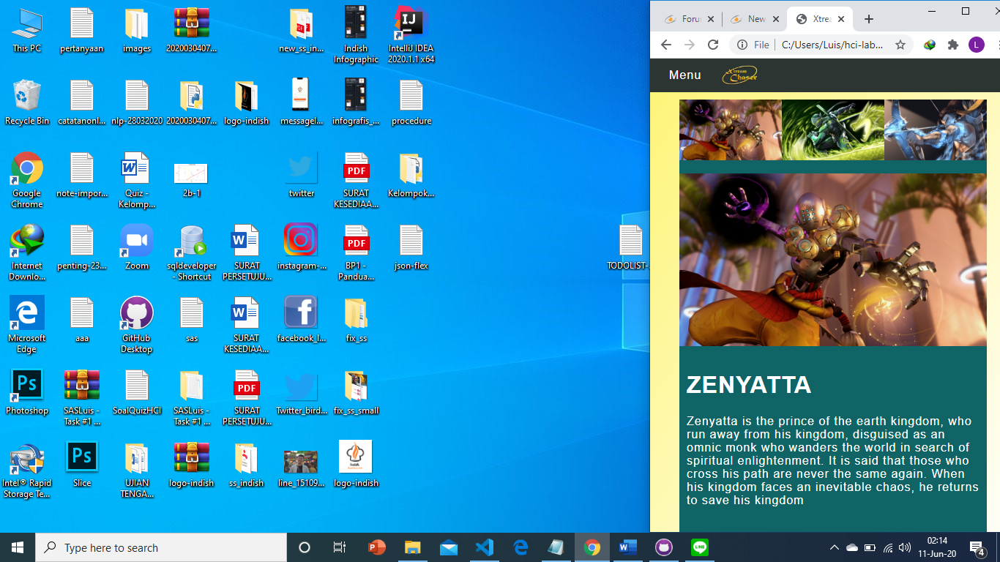 This PC
pertanyaan
images
2020030407...
new_ss_in...
Indish
Infographic
IntelliJ IDEA
2020.1.1 x64
Recycle Bin
catatanonl...
nlp-28032020
2020030407...
logo-indish
messagel...
infografis_...
procedure
Google
Chrome
note-impor...
Quiz -
Kelomp...
2b-1
twitter
SURAT
KESEDIAA...
Kelompok...
Internet
Downlo...
penting-23...
Zoom
sqldeveloper
- Shortcut
SURAT
PERSETUJU...
instagram-...
BP1 -
Pandua...
json-flex
TODOLIST-
Microsoft
Edge
aaa
GitHub
Desktop
sas
SURAT
KESEDIAA...
facebook_l...
fix_ss
Photoshop
SASLuis -
Task #1 ...
SoalQuizHCI
SASLuis -
Task #1 ...
SURAT
PERSETUJU...
Twitter_bird...
fix_ss_small
Intel® Rapid
Storage Te...
Slice
UJIAN
TENGA...
logo-indish
ss_indish
line_15109...
logo-indish
Foru
New
Xtrea
File
C:/Users/Luis/hci-lab...
L
Menu
Xtream Chaser
ZENYATTA
Zenyatta is the prince of the earth kingdom, who
run away from his kingdom, disguised as an
omnic monk who wanders the world in search of
spiritual enlightenment. It is said that those who
cross his path are never the same again. When
his kingdom faces an inevitable chaos, he returns
to save his kingdom
Type here to search
02:14
11-Jun-20
4